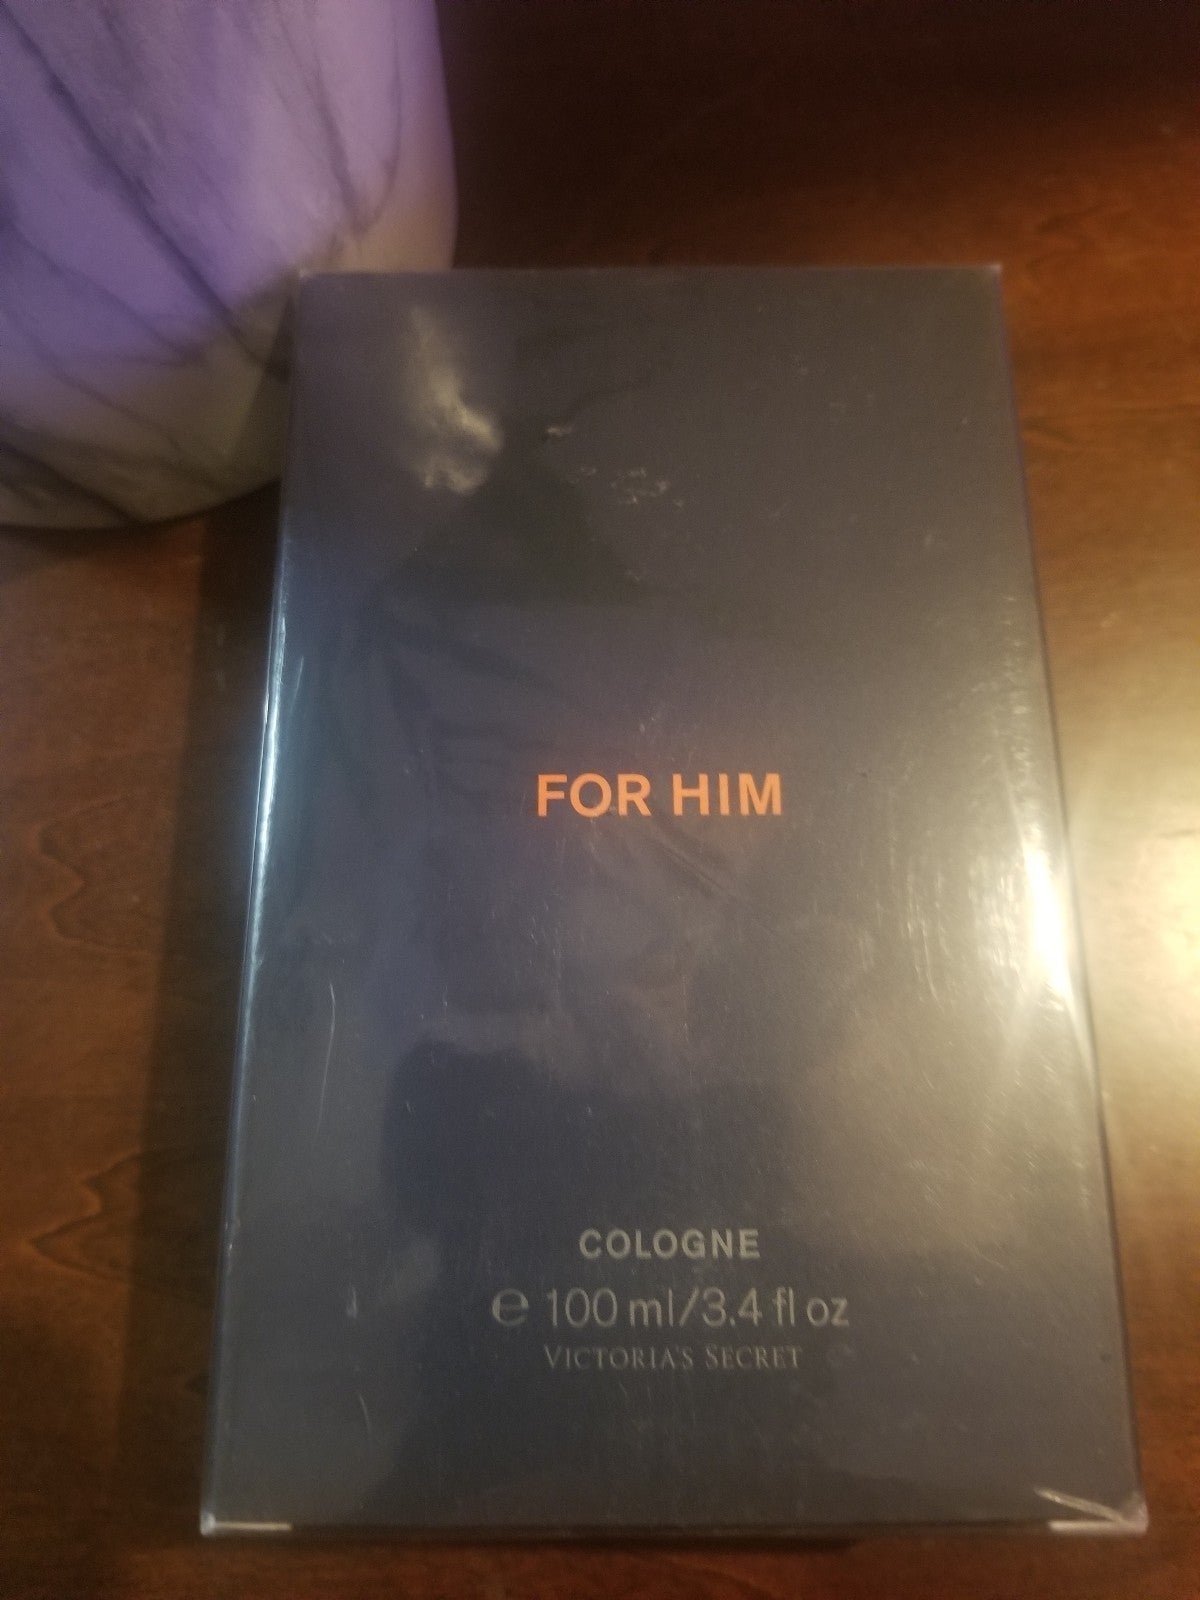 FOR HIM
COLOGNE
℮ 100 ml/3.4 fl oz
VICTORIA'S SECRET